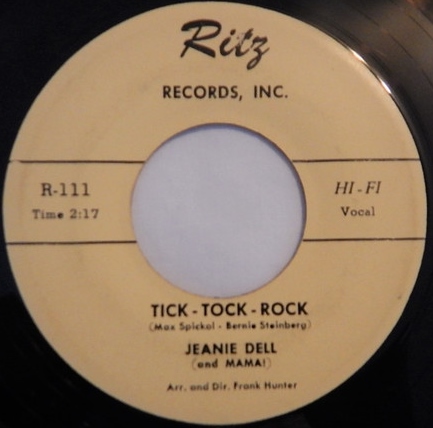 Ritz
RECORDS, INC.
R-111
HI-FI
Time 2:17
Vocal
TICK-TOCK-ROCK
(Max Spickol - Bernie Steinberg)
JEANIE DELL
(and MAMA!)
Arr. and Dir. Frank Hunter